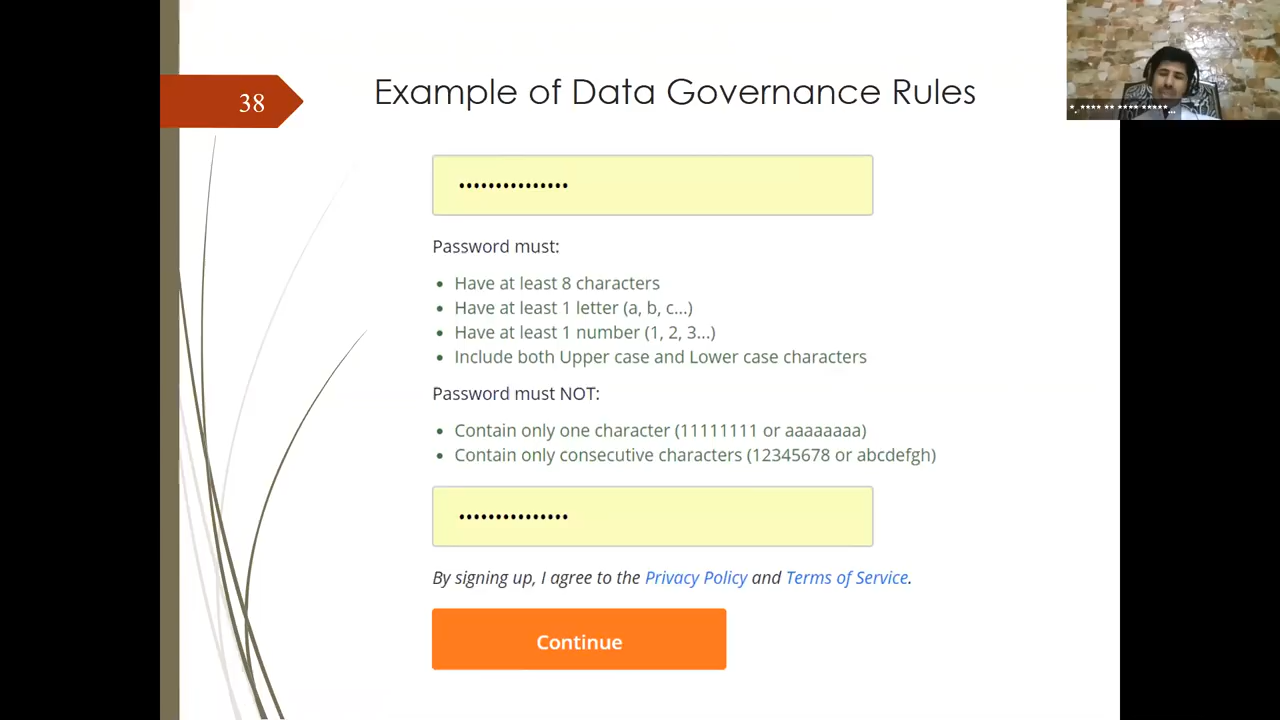 38
Example of Data Governance Rules
•••••••••••••••
Password must:
• Have at least 8 characters
• Have at least 1 letter (a, b, c...)
• Have at least 1 number (1, 2, 3...)
• Include both Upper case and Lower case characters
Password must NOT:
• Contain only one character (11111111 or aaaaaaaa)
• Contain only consecutive characters (12345678 or abcdefgh)
•••••••••••••••
By signing up, I agree to the Privacy Policy and Terms of Service.
Continue
*, **** ** **** *****...